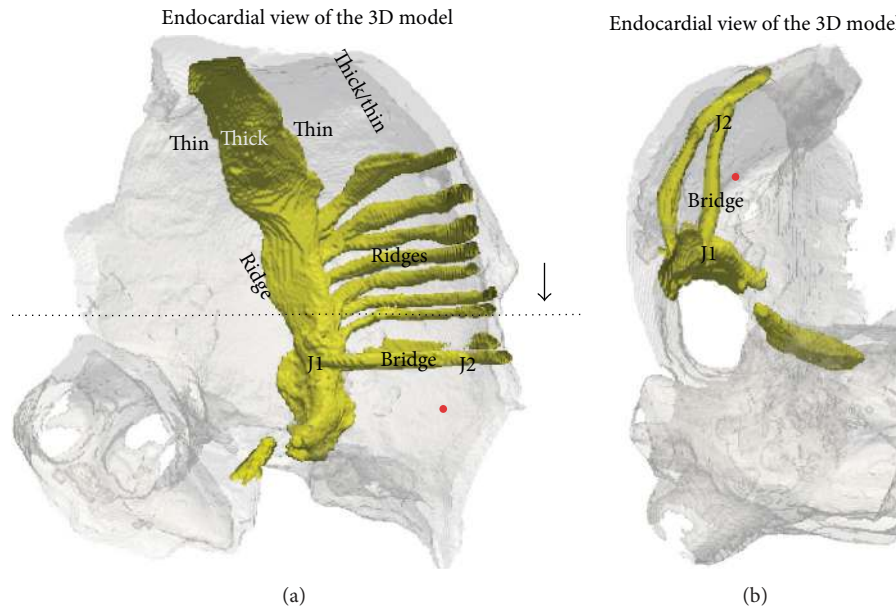 Endocardial view of the 3D model
Thick/thin
Thin
Thick
Thin
Ridge
Ridges
J1
Bridge
J2
(a)
Endocardial view of the 3D model
J2
Bridge
J1
(b)